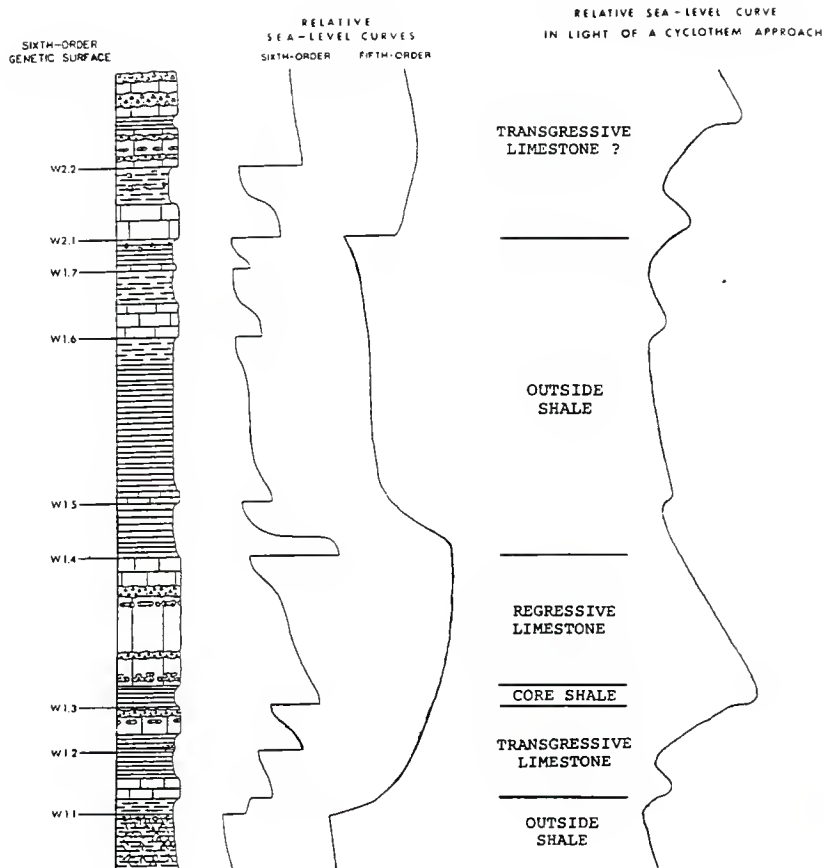 RELATIVE
SEA-LEVEL CURVES
RELATIVE SEA-LEVEL CURVE
IN LIGHT OF A CYCLOTHEM APPROACH
SIXTH-ORDER
GENETIC SURFACE
SIXTH-ORDER FIFTH-ORDER
TRANSGRESSIVE
LIMESTONE ?
W2.2
W2.1
W1.7
W1.6
OUTSIDE
SHALE
W1.5
W1.4
REGRESSIVE
LIMESTONE
CORE SHALE
W1.3
TRANSGRESSIVE
LIMESTONE
W1.2
W1.1
OUTSIDE
SHALE